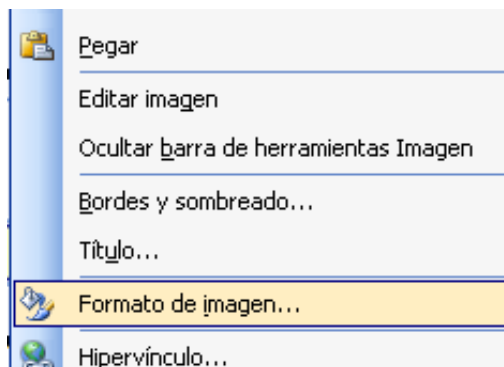 Pegar
Editar imagen
Ocultar barra de herramientas Imagen
Bordes y sombreado...
Título...
Formato de imagen...
Hipervínculo...